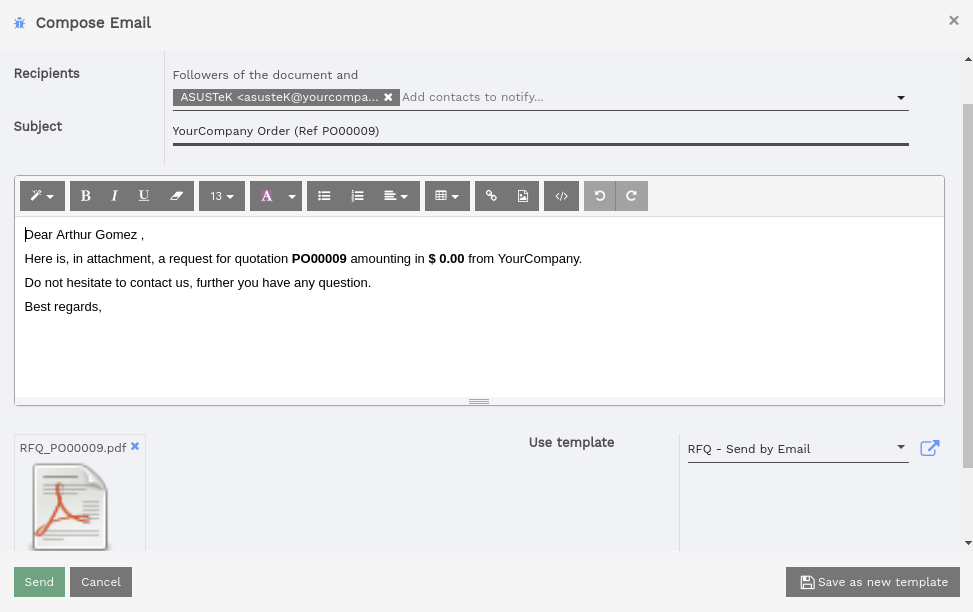 Compose Email
×
Recipients
Followers of the document and
ASUSTeK <asusteK@yourcompa... ✖ Add contacts to notify...
Subject
YourCompany Order (Ref PO00009)
B I U 13 A </>
Dear Arthur Gomez ,
Here is, in attachment, a request for quotation PO00009 amounting in $ 0.00 from YourCompany.
Do not hesitate to contact us, further you have any question.
Best regards,
RFQ_PO00009.pdf ✖
Use template
RFQ - Send by Email
Send Cancel Save as new template